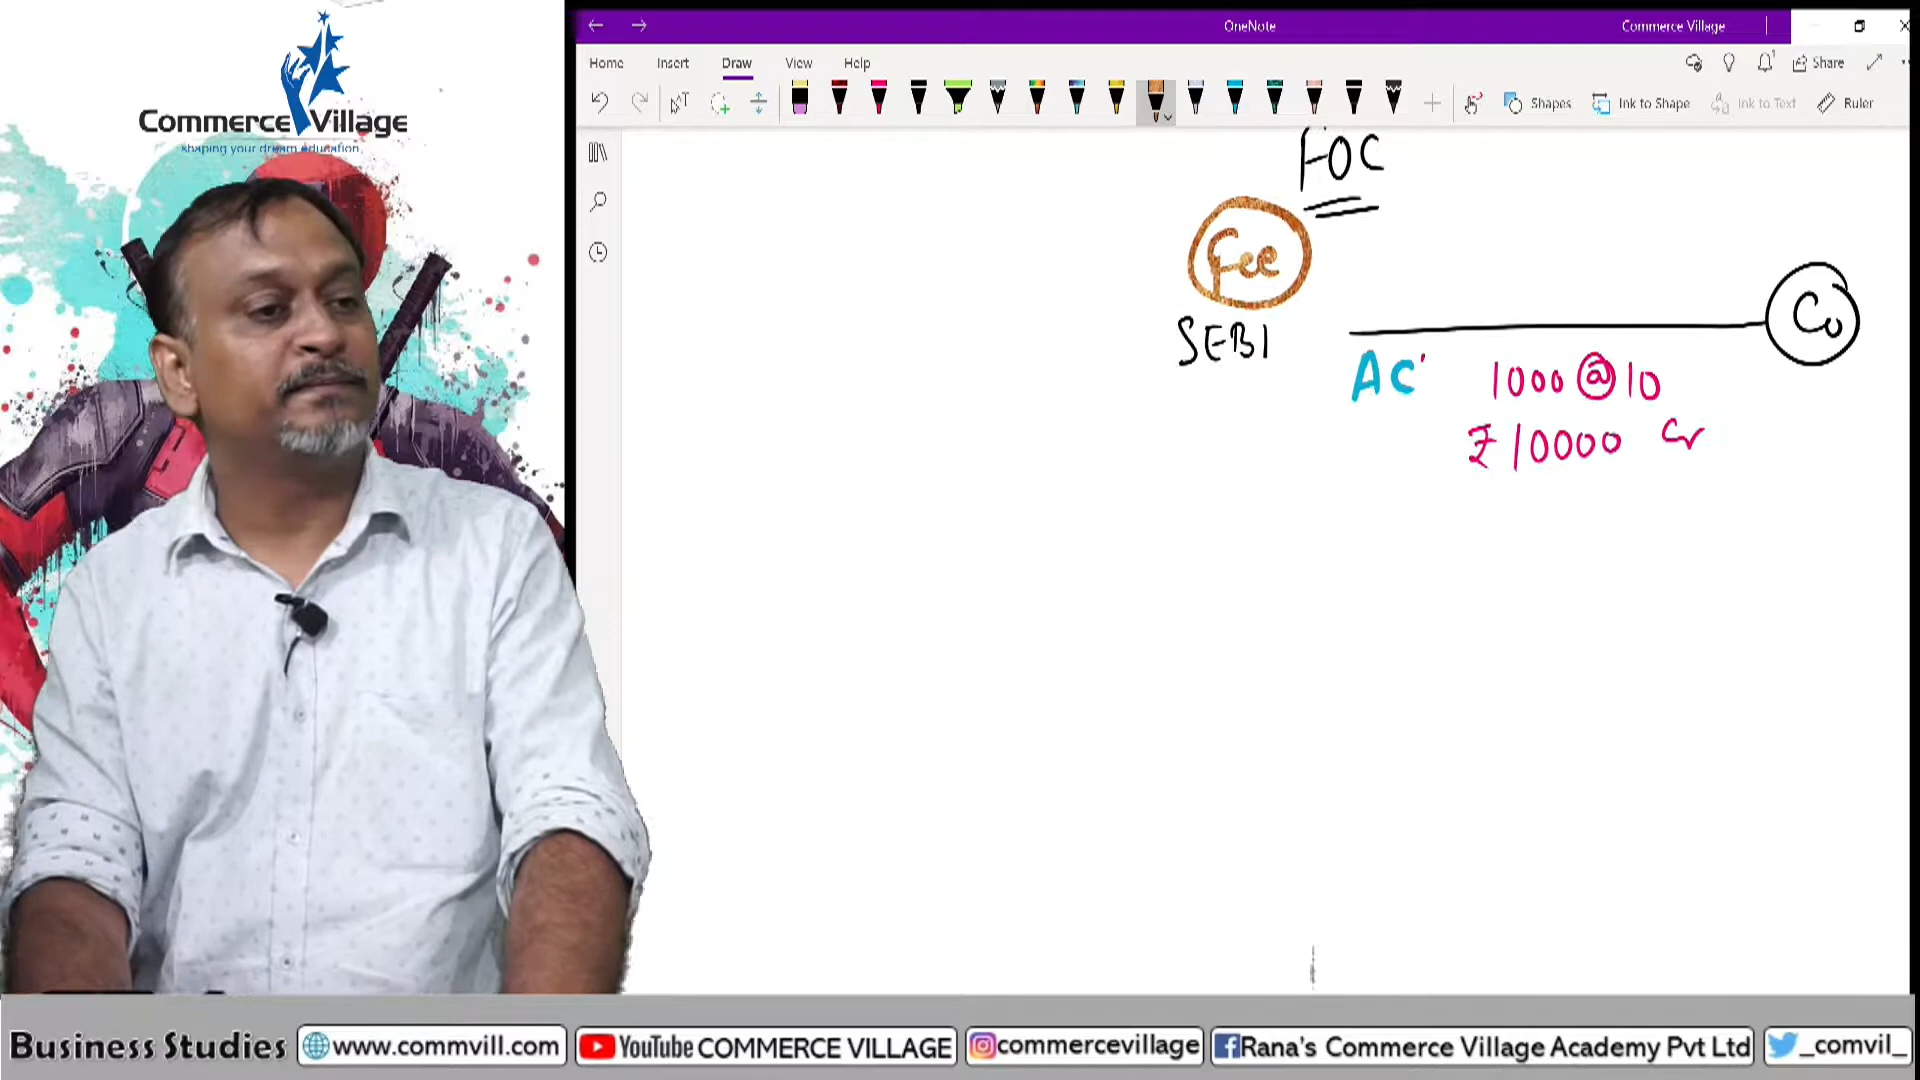 Commerce Village
shaping your dream education
OneNote
Commerce Village
Home Insert Draw View Help
Share
Shapes
Ink to Shape
Ink to Text
Ruler
FOC
Fee
SEBI
Co
AC
1000 @ 10
₹ 10000 Cr
Business Studies
www.commvill.com
YouTube COMMERCE VILLAGE
commercevillage
Rana's Commerce Village Academy Pvt Ltd
_comvil_